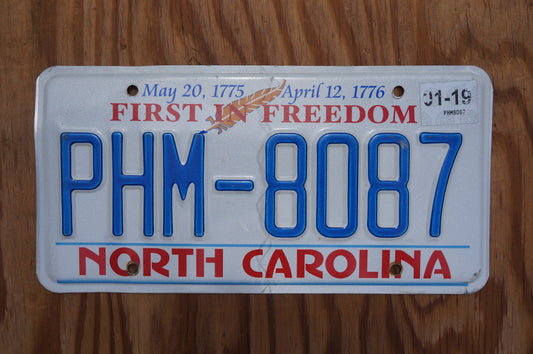 May 20, 1775 April 12, 1776
01-19
PHM8087
FIRST IN FREEDOM
PHM-8087
NORTH CAROLINA